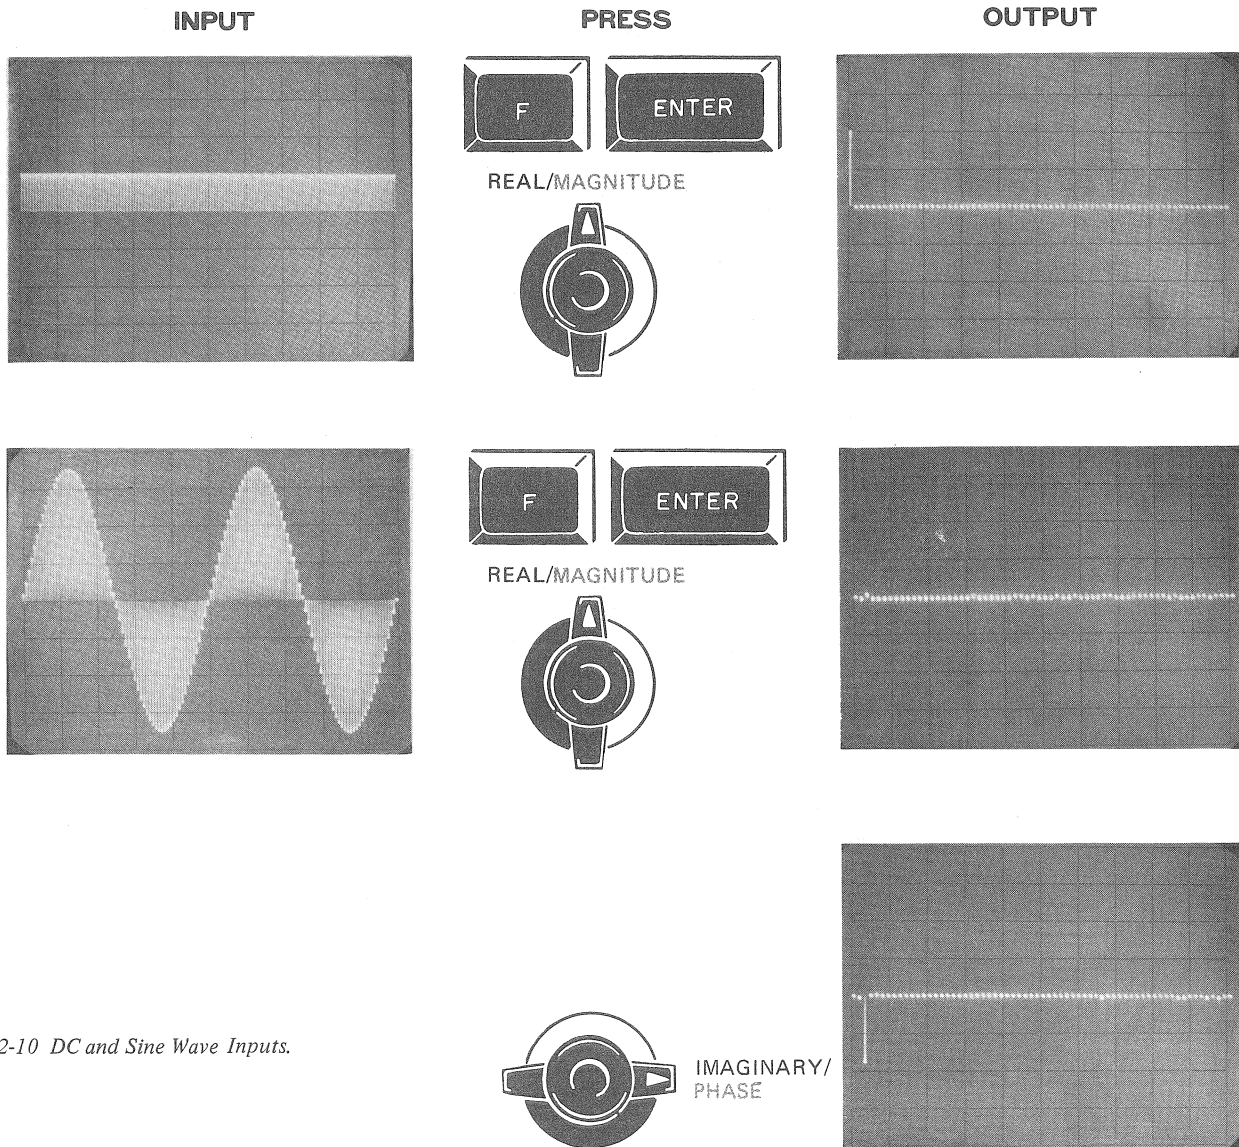 INPUT
PRESS
OUTPUT
F
ENTER
REAL/MAGNITUDE
F
ENTER
REAL/MAGNITUDE
2-10 DC and Sine Wave Inputs.
IMAGINARY/
PHASE